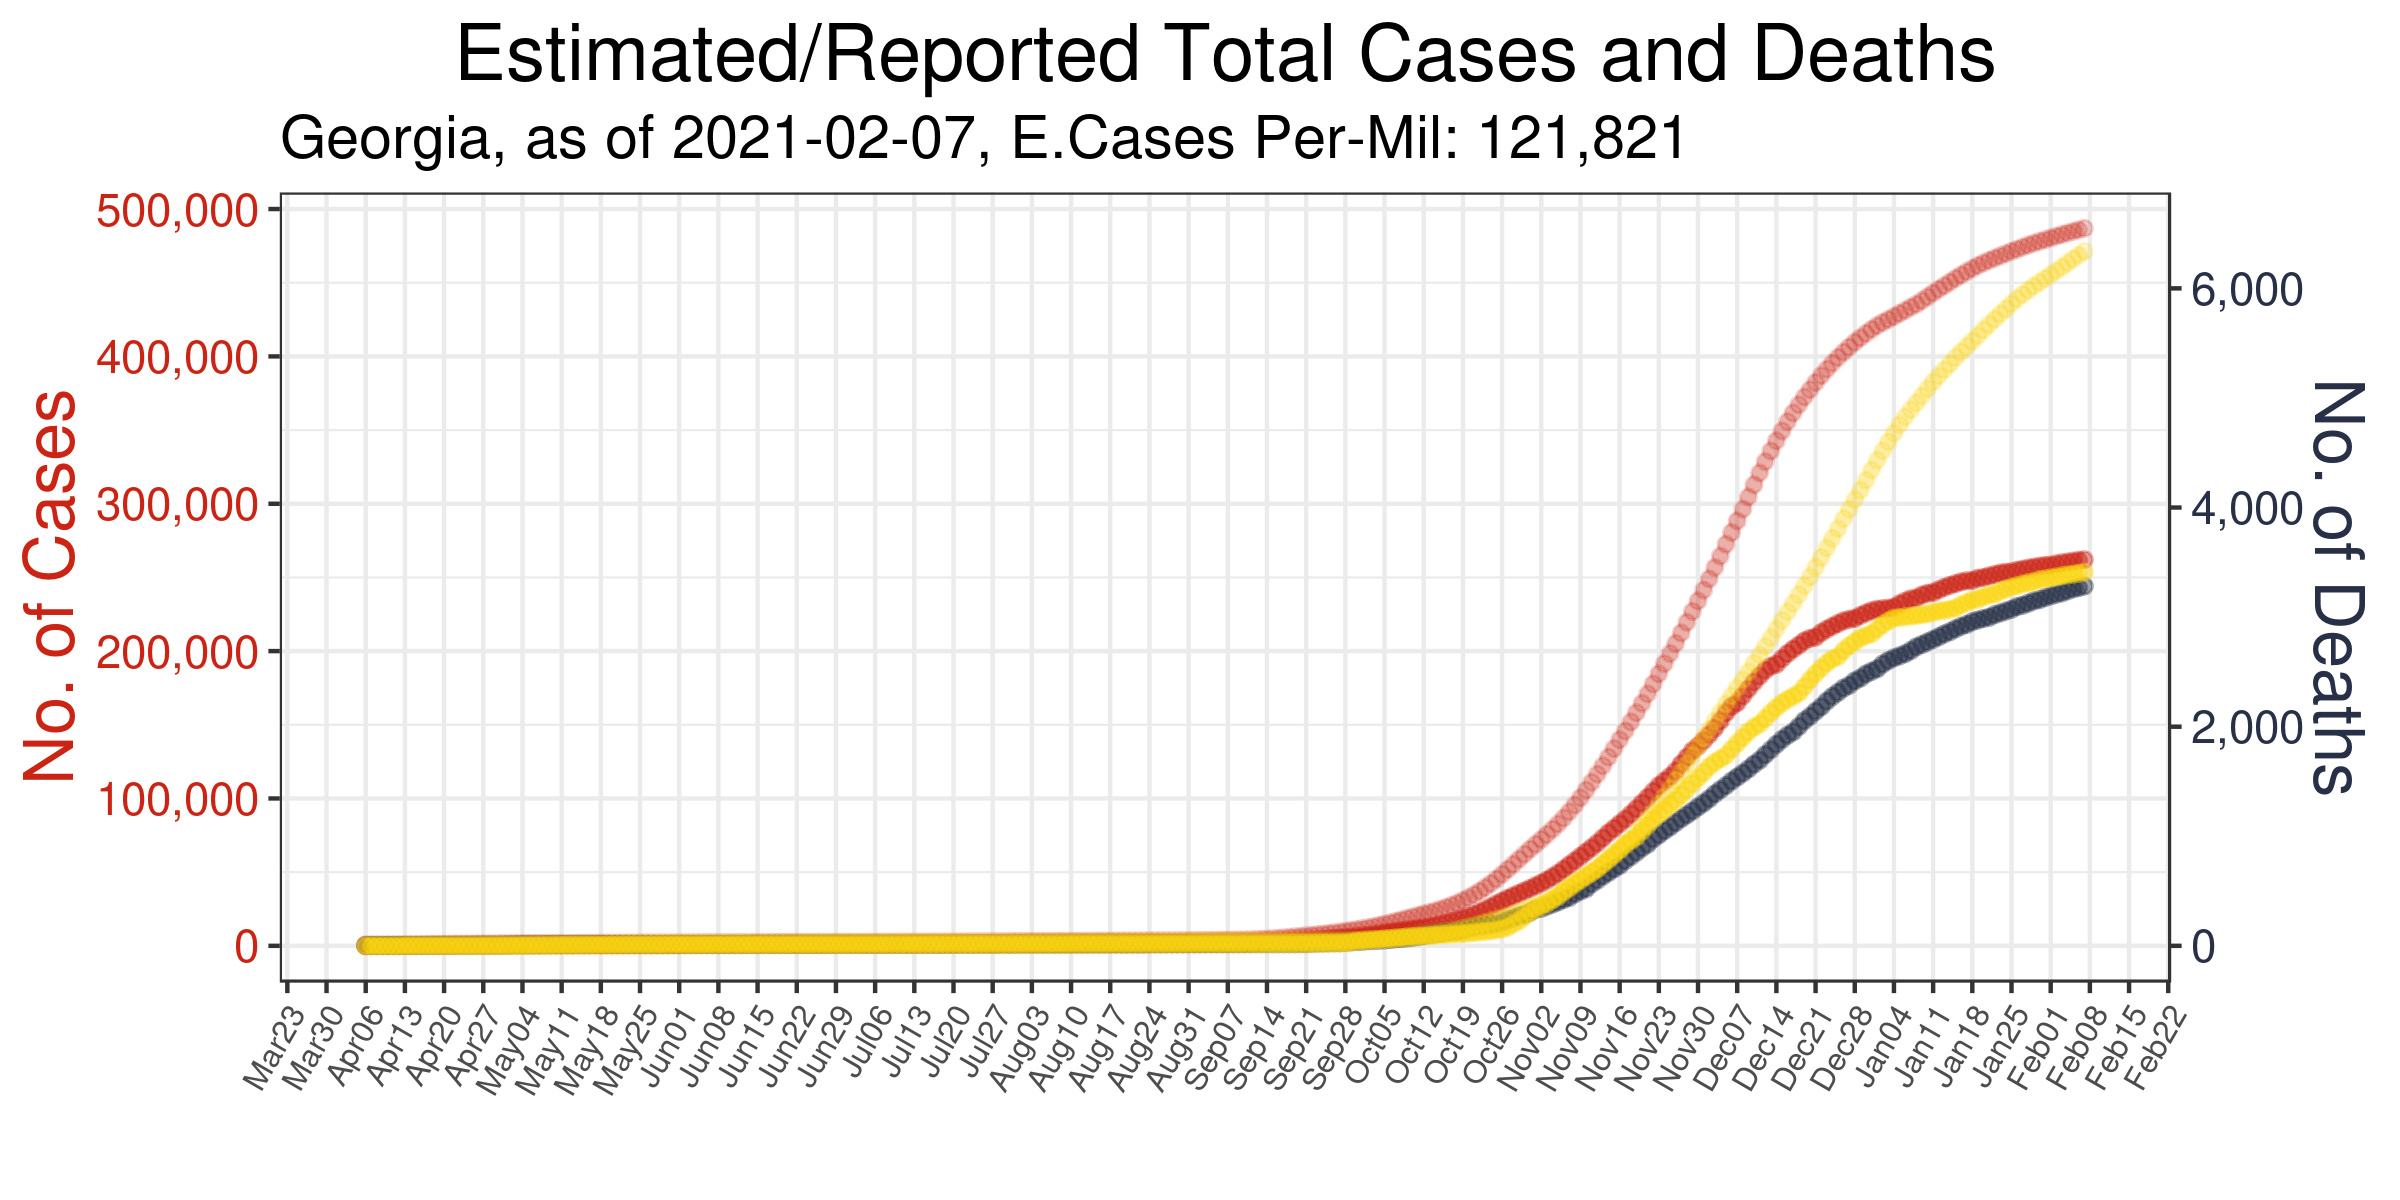 Estimated/Reported Total Cases and Deaths
Georgia, as of 2021-02-07, E.Cases Per-Mil: 121,821
No. of Cases
500,000
400,000
300,000
200,000
100,000
0
6,000
4,000
2,000
0
No. of Deaths
Mar23
Mar30
Apr06
Apr13
Apr20
Apr27
May04
May11
May18
May25
Jun01
Jun08
Jun15
Jun22
Jun29
Jul06
Jul13
Jul20
Jul27
Aug03
Aug10
Aug17
Aug24
Aug31
Sep07
Sep14
Sep21
Sep28
Oct05
Oct12
Oct19
Oct26
Nov02
Nov09
Nov16
Nov23
Nov30
Dec07
Dec14
Dec21
Dec28
Jan04
Jan11
Jan18
Jan25
Feb01
Feb08
Feb15
Feb22